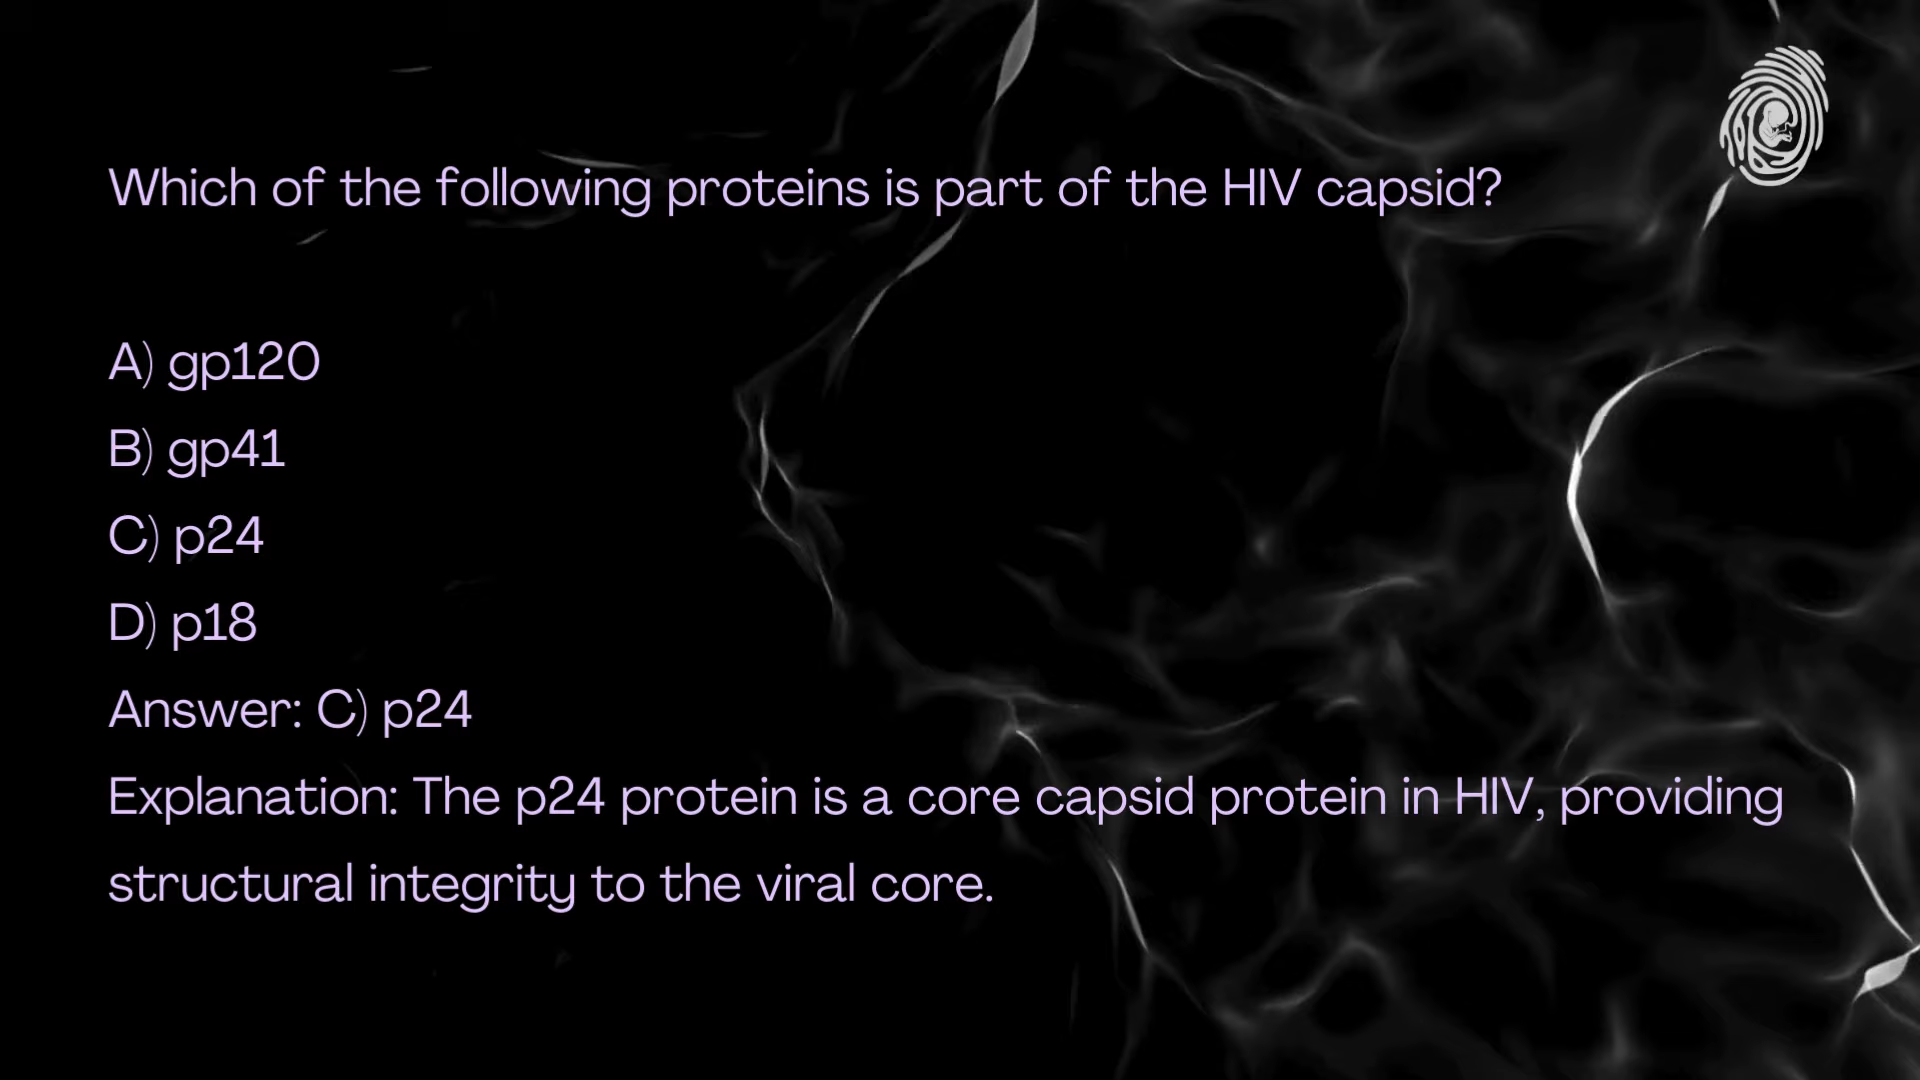 Which of the following proteins is part of the HIV capsid?
A) gp120
B) gp41
C) p24
D) p18
Answer: C) p24
Explanation: The p24 protein is a core capsid protein in HIV, providing
structural integrity to the viral core.